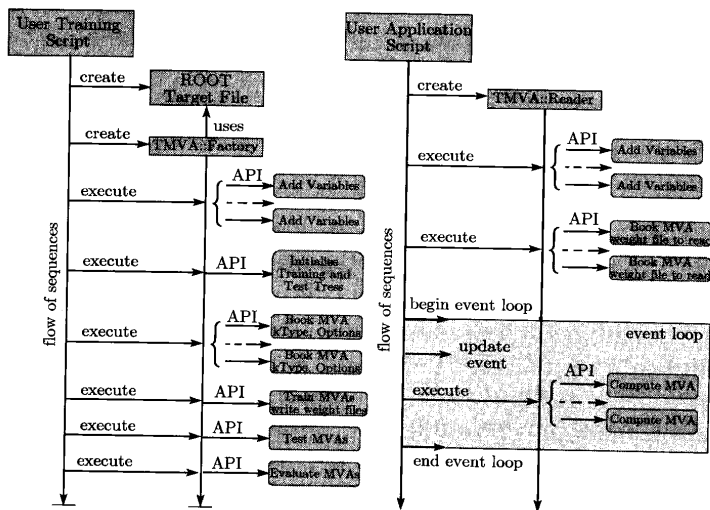 User Training
Script
create
ROOT
Target File
uses
create
TMVA::Factory
execute
API
Add Variables
Add Variables
execute
API
Initialise
Training and
Test Tress
flow of sequences
execute
API
Book MVA
kType, Options
Book MVA
kType, Options
execute
API
Train MVAs
write weight files
execute
API
Test MVAs
execute
API
Evaluate MVAs
User Application
Script
create
TMVA::Reader
execute
API
Add Variables
Add Variables
execute
API
Book MVA
weight file to read
Book MVA
weight file to read
flow of sequences
begin event loop
event loop
update
event
execute
API
Compute MVA
Compute MVA
end event loop